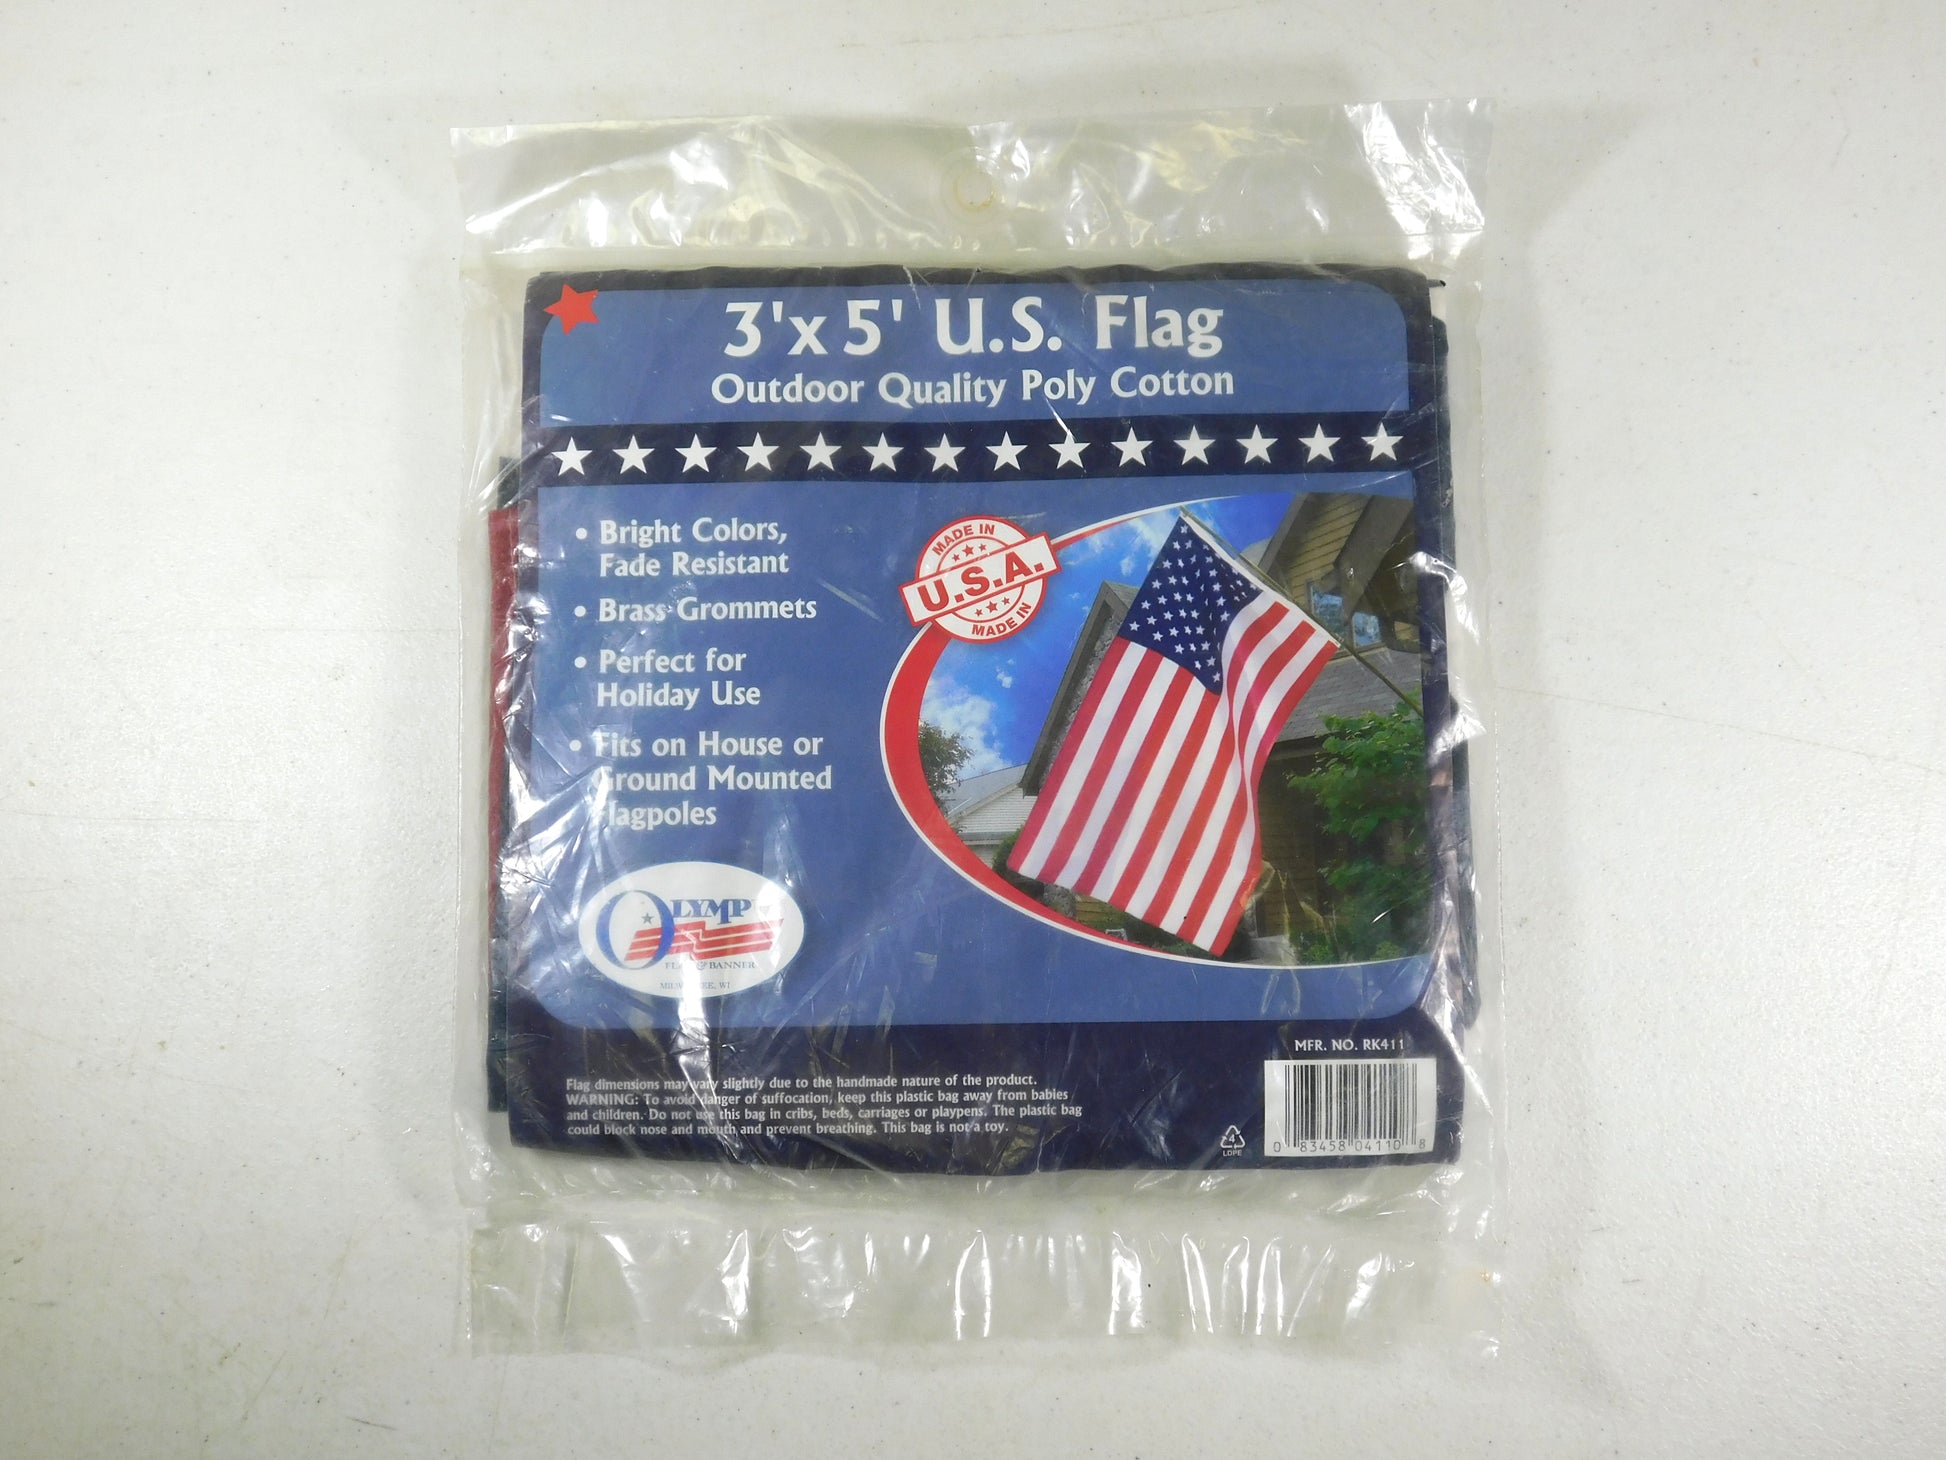 3'x 5' U.S. Flag
Outdoor Quality Poly Cotton
• Bright Colors,
Fade Resistant
• Brass Grommets
• Perfect for
Holiday Use
• Fits on House or
Ground Mounted
Flagpoles
MADE IN
U.S.A.
MADE IN
OLYMP
& BANNER
WI
MFR. NO. RK411
Flag dimensions may vary slightly due to the handmade nature of the product.
WARNING: To avoid danger of suffocation, keep this plastic bag away from babies
and children. Do not use this bag in cribs, beds, carriages or playpens. The plastic bag
could block nose and mouth and prevent breathing. This bag is not a toy.
4
LDPE
0 83458 04110 8